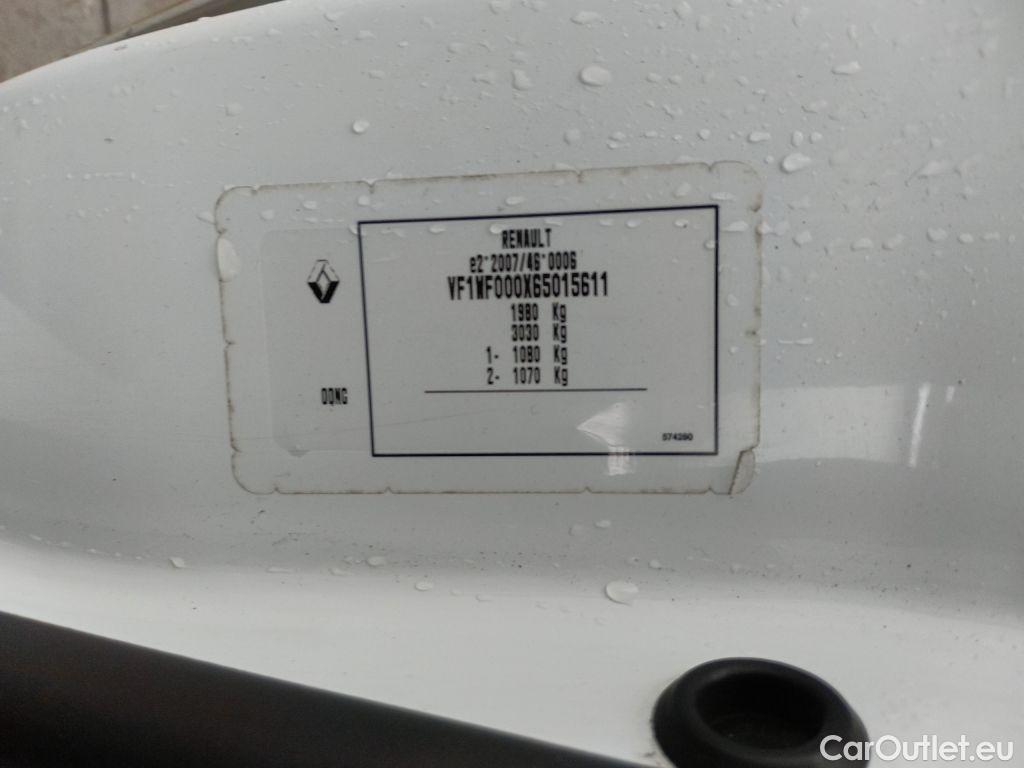 RENAULT
e2*2007/46*0006
VF1WF000X65015611
1980 Kg
3030 Kg
1- 1080 Kg
2- 1070 Kg
DQNG
574290
CarOutlet.eu